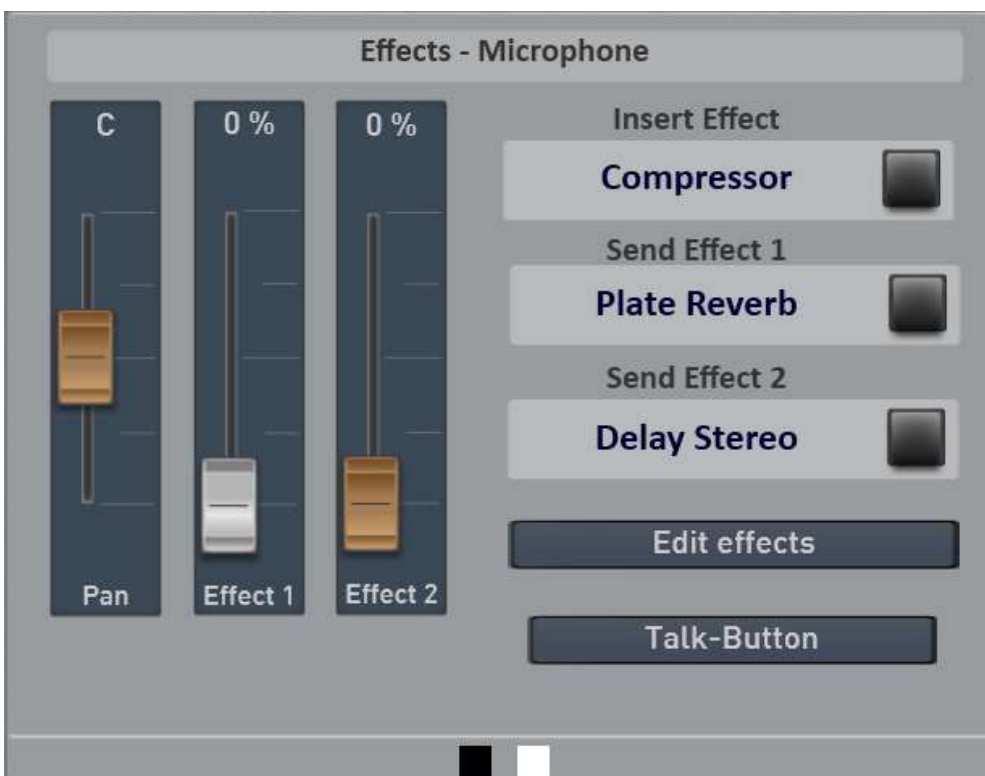 Effects - Microphone
C
0 %
0 %
Pan
Effect 1
Effect 2
Insert Effect
Compressor
Send Effect 1
Plate Reverb
Send Effect 2
Delay Stereo
Edit effects
Talk-Button